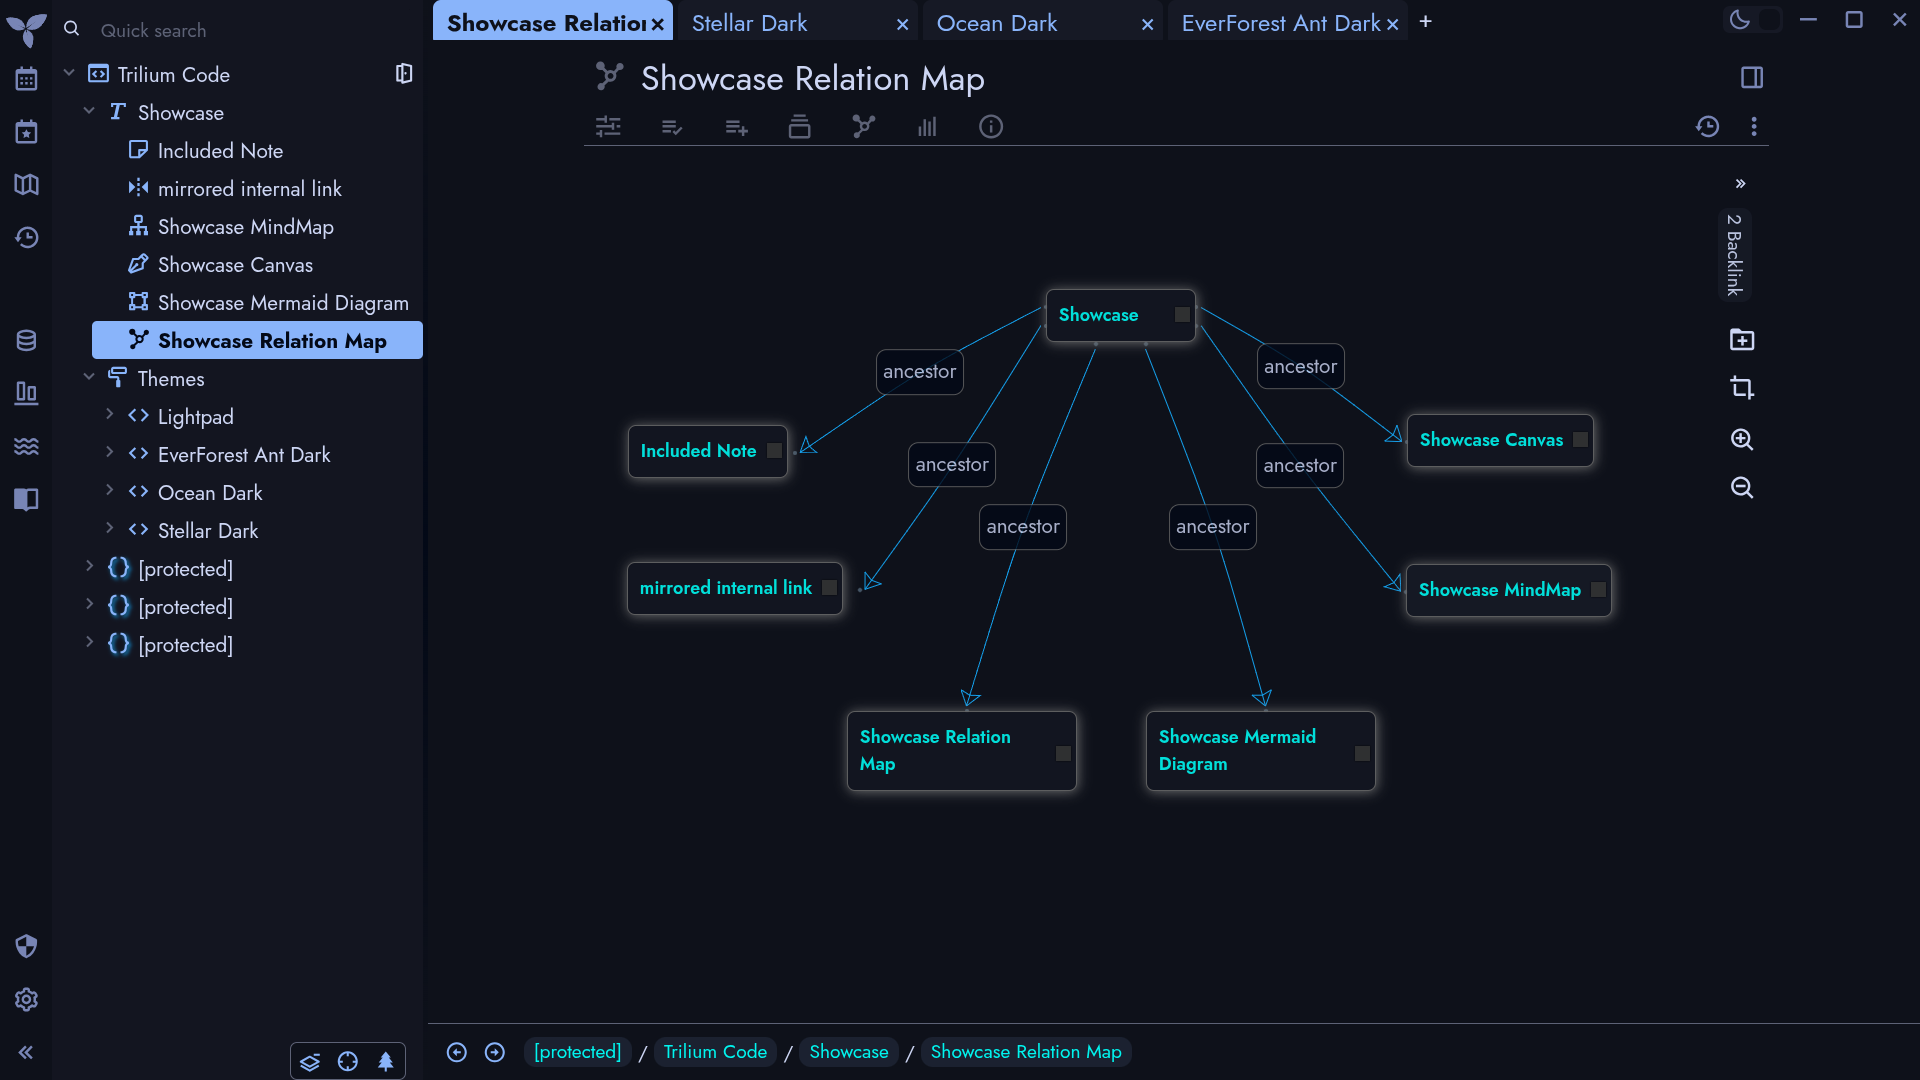 Quick search
Trilium Code
Showcase
Included Note
mirrored internal link
Showcase MindMap
Showcase Canvas
Showcase Mermaid Diagram
Showcase Relation Map
Themes
Lightpad
EverForest Ant Dark
Ocean Dark
Stellar Dark
[protected]
[protected]
[protected]
Showcase Relation
Stellar Dark
Ocean Dark
EverForest Ant Dark
Showcase Relation Map
2 Backlink
Showcase
ancestor
ancestor
Included Note
Showcase Canvas
ancestor
ancestor
ancestor
ancestor
mirrored internal link
Showcase MindMap
Showcase Relation
Map
Showcase Mermaid
Diagram
[protected] / Trilium Code / Showcase / Showcase Relation Map